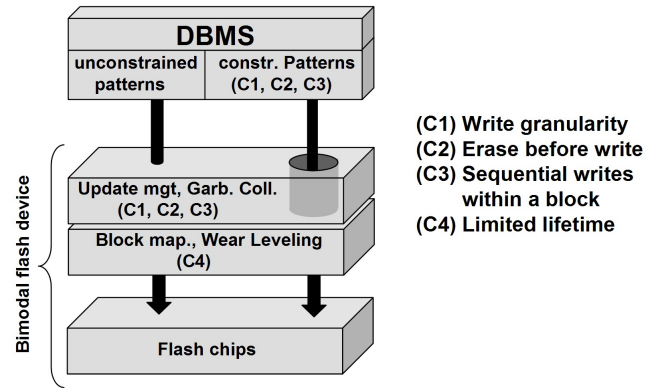 DBMS
unconstrained
patterns
constr. Patterns
(C1, C2, C3)
Update mgt, Garb. Coll.
(C1, C2, C3)
Block map., Wear Leveling
(C4)
Flash chips
Bimodal flash device
(C1) Write granularity
(C2) Erase before write
(C3) Sequential writes
within a block
(C4) Limited lifetime